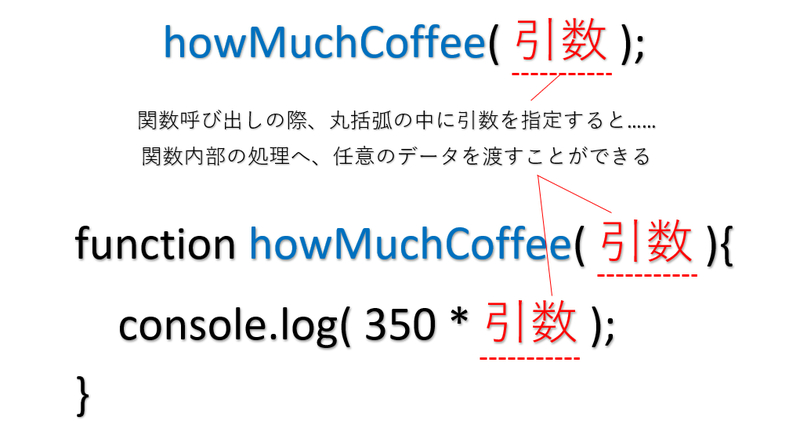 howMuchCoffee( 引数 );
関数呼び出しの際、丸括弧の中に引数を指定すると……
関数内部の処理へ、任意のデータを渡すことができる
function howMuchCoffee( 引数 ){
console.log( 350 * 引数 );
}